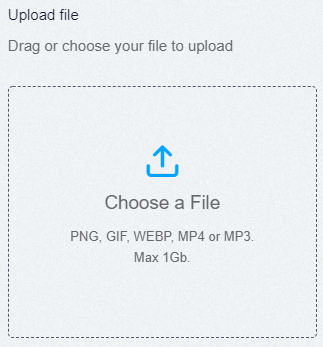 Upload file
Drag or choose your file to upload
Choose a File
PNG, GIF, WEBP, MP4 or MP3.
Max 1Gb.